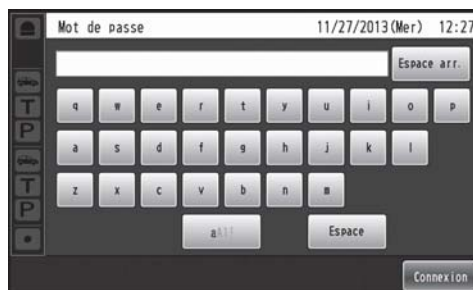 Mot de passe 11/27/2013(Mer) 12:27
Espace arr.
T
q w e r t y u i o p
P
a s d f g h j k l
T
z x c v b n m
P
Espace
Connexion